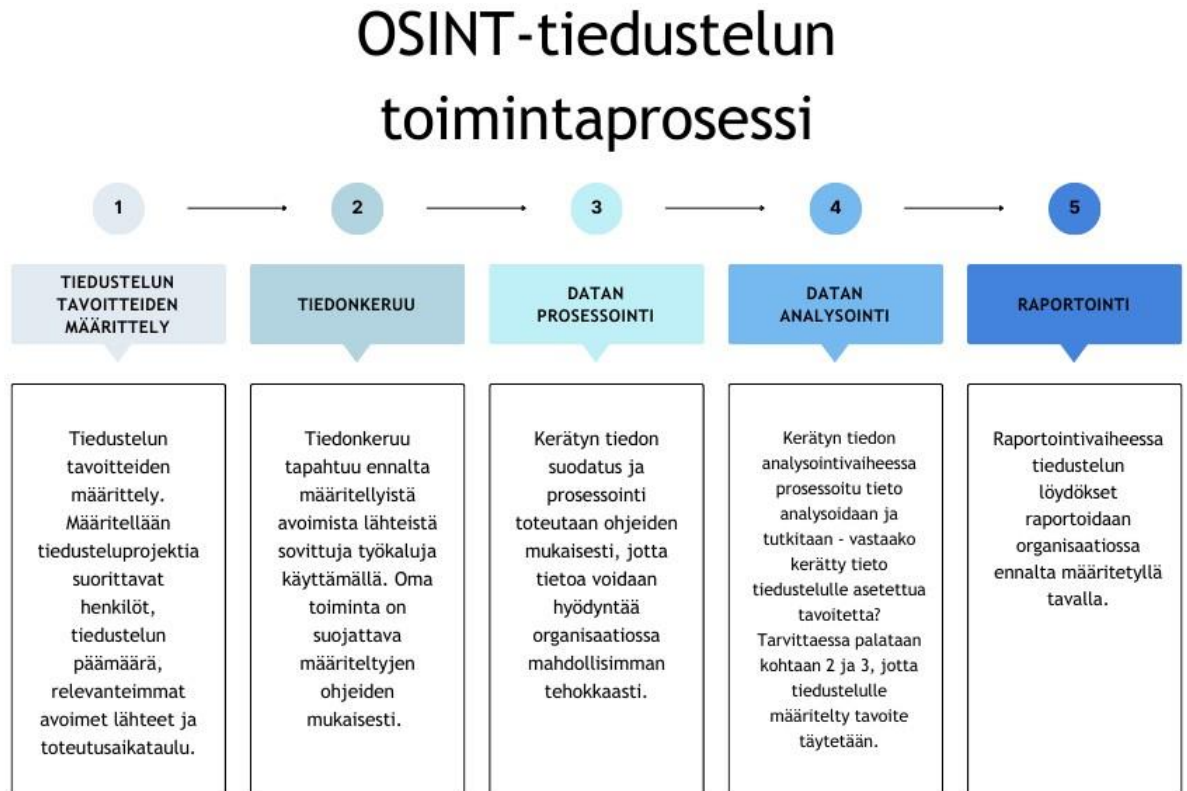 OSINT-tiedustelun
toimintaprosessi
1
2
3
4
5
TIEDUSTELUN
TAVOITTEIDEN
MÄÄRITTELY
TIEDONKERUU
DATAN
PROSESSOINTI
DATAN
ANALYSOINTI
RAPORTOINTI
Tiedustelun
tavoitteiden
määrittely.
Määritellään
tiedusteluprojektia
suorittavat
henkilöt,
tiedustelun
päämäärä,
relevanteimmat
avoimet lähteet ja
toteutusaikataulu.
Tiedonkeruu
tapahtuu ennalta
määritellyistä
avoimista lähteistä
sovittuja työkaluja
käyttämällä. Oma
toiminta on
suojattava
määriteltyjen
ohjeiden
mukaisesti.
Kerätyn tiedon
suodatus ja
prosessointi
toteutaan ohjeiden
mukaisesti, jotta
tietoa voidaan
hyödyntää
organisaatiossa
mahdollisimman
tehokkaasti.
Kerätyn tiedon
analysointivaiheessa
prosessoitu tieto
analysoidaan ja
tutkitaan - vastaako
kerätty tieto
tiedustelulle asetettua
tavoitetta?
Tarvittaessa palataan
kohtaan 2 ja 3, jotta
tiedustelulle
määritelty tavoite
täytetään.
Raportointivaiheessa
tiedustelun
löydökset
raportoidaan
organisaatiossa
ennalta määritetyllä
tavalla.